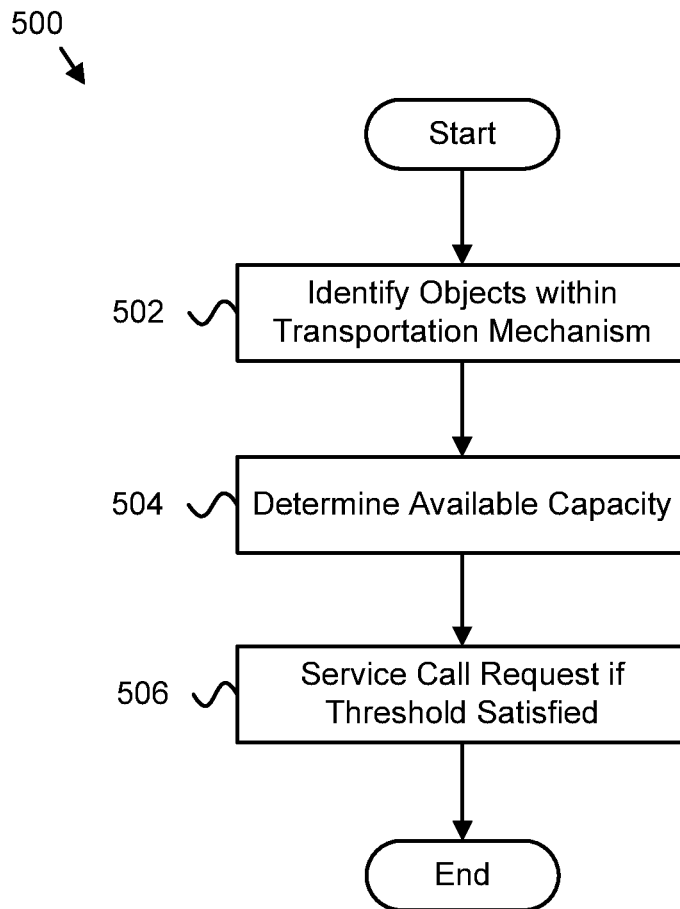 500
Start
502
Identify Objects within
Transportation Mechanism
504
Determine Available Capacity
506
Service Call Request if
Threshold Satisfied
End